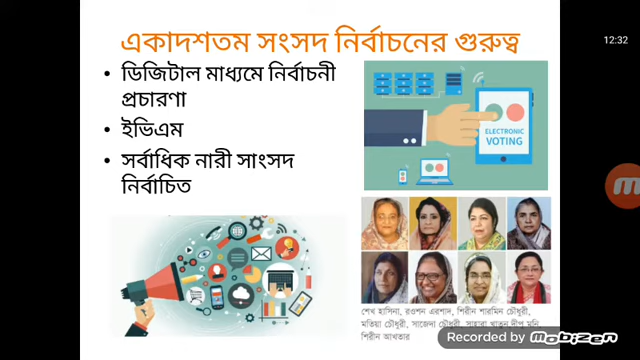 একাদশতম সংসদ নির্বাচনের গুরুত্ব
12:32
• ডিজিটাল মাধ্যমে নির্বাচনী
প্রচারণা
• ইভিএম
• সর্বাধিক নারী সাংসদ
নির্বাচিত
ELECTRONIC
VOTING
শেখ হাসিনা, রওশন এরশাদ, শিরীন শারমিন চৌধুরী,
মতিয়া চৌধুরী, সাজেদা চৌধুরী, সাহারা খাতুন দীপু মনি,
শিরীন আখতার
Recorded by mobizen